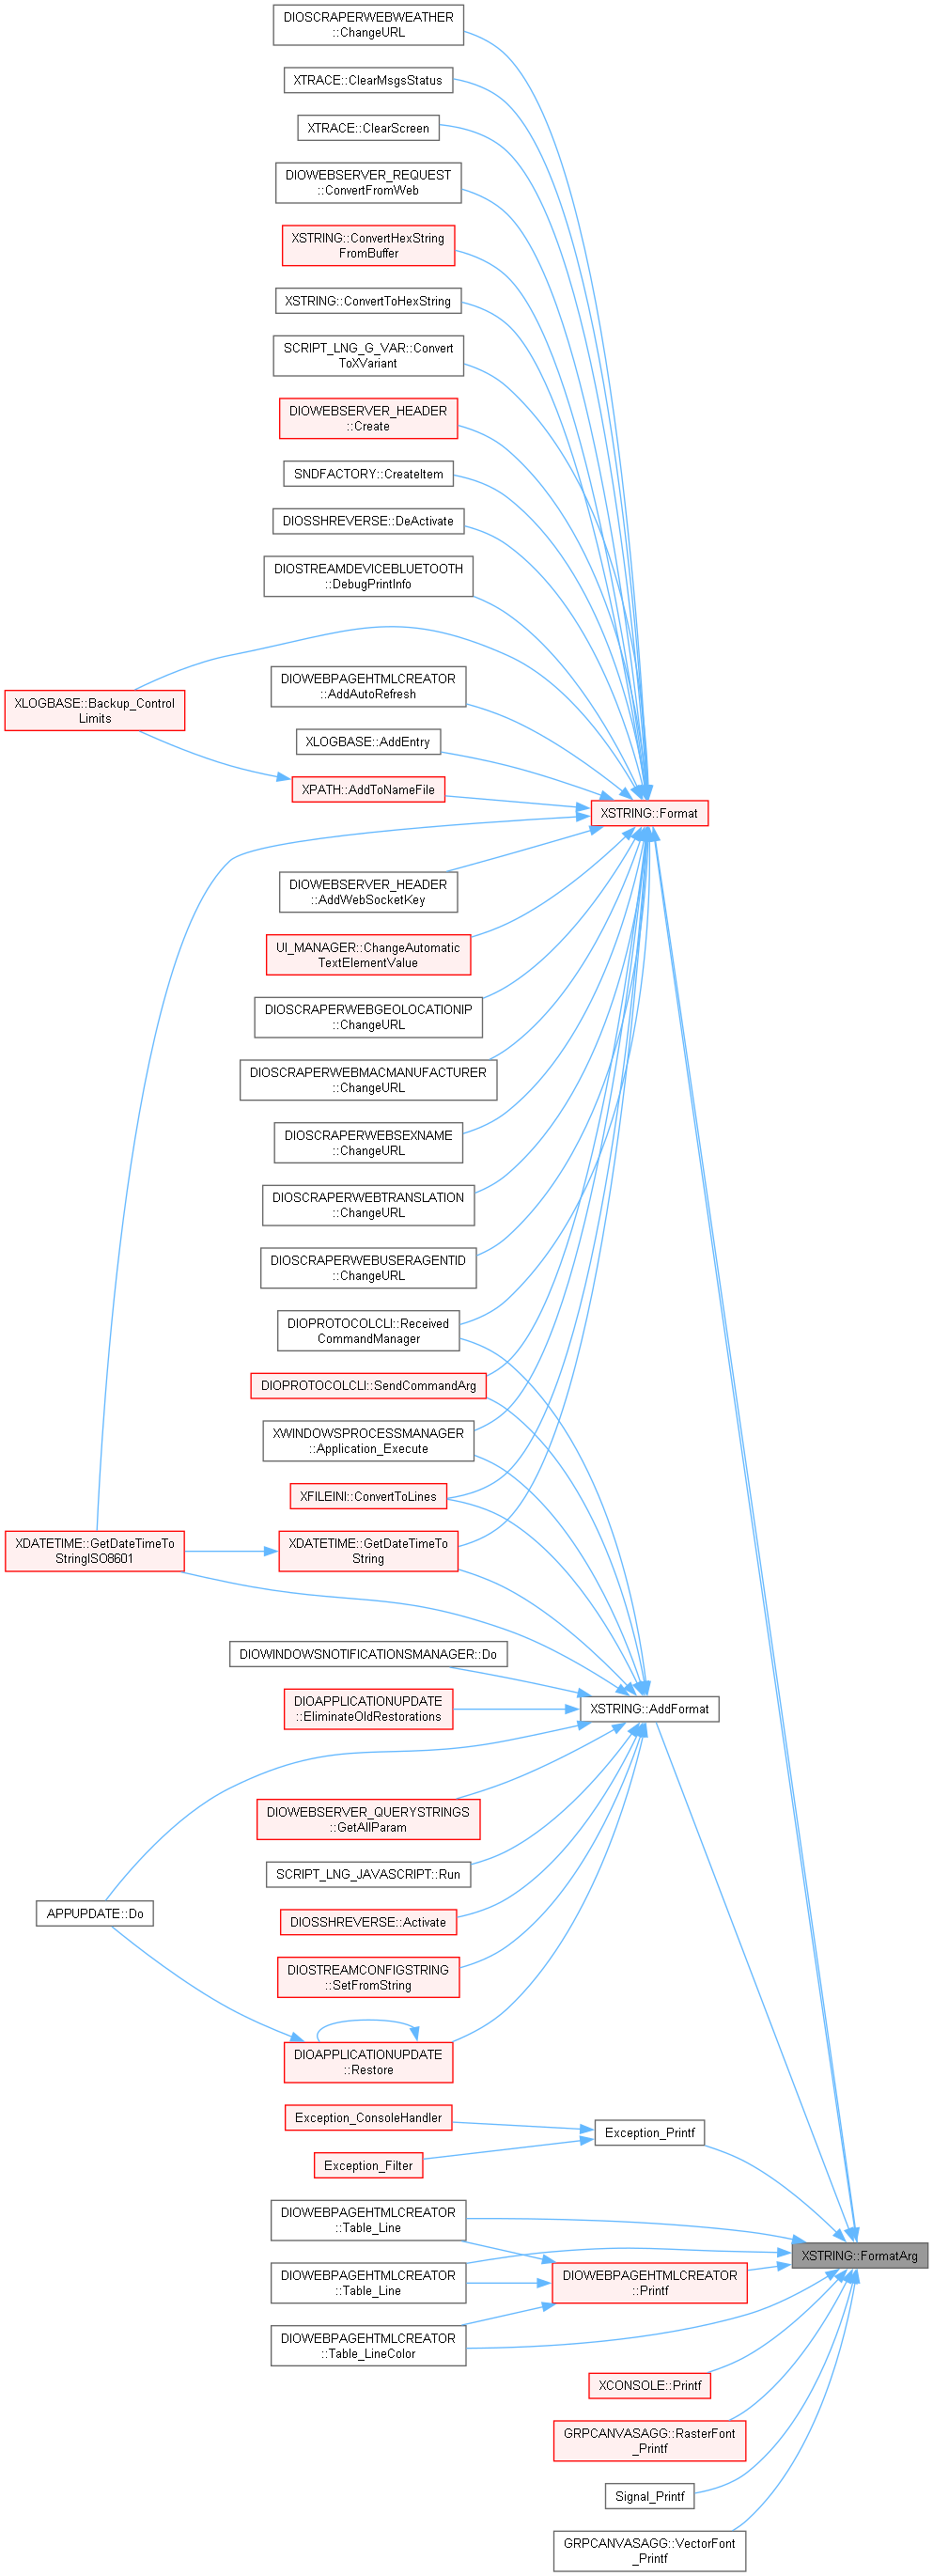 DIOSCRAPERWEBWEATHER
::ChangeURL
XTRACE::ClearMsgsStatus
XTRACE::ClearScreen
DIOWEBSERVER_REQUEST
::ConvertFromWeb
XSTRING::ConvertHexString
FromBuffer
XSTRING::ConvertToHexString
SCRIPT_LNG_G_VAR::Convert
ToXVariant
DIOWEBSERVER_HEADER
::Create
SNDFACTORY::CreateItem
DIOSSHREVERSE::DeActivate
DIOSTREAMDEVICEBLUETOOTH
::DebugPrintInfo
DIOWEBPAGEHTMLCREATOR
::AddAutoRefresh
XLOGBASE::Backup_Control
Limits
XLOGBASE::AddEntry
XPATH::AddToNameFile
XSTRING::Format
DIOWEBSERVER_HEADER
::AddWebSocketKey
UI_MANAGER::ChangeAutomatic
TextElementValue
DIOSCRAPERWEBGEOLOCATIONIP
::ChangeURL
DIOSCRAPERWEBMACMANUFACTURER
::ChangeURL
DIOSCRAPERWEBSEXNAME
::ChangeURL
DIOSCRAPERWEBTRANSLATION
::ChangeURL
DIOSCRAPERWEBUSERAGENTID
::ChangeURL
DIOPROTOCOLCLI::Received
CommandManager
DIOPROTOCOLCLI::SendCommandArg
XWINDOWSPROCESSMANAGER
::Application_Execute
XFILEINI::ConvertToLines
XDATETIME::GetDateTimeTo
StringISO8601
XDATETIME::GetDateTimeTo
String
DIOWINDOWSNOTIFICATIONSMANAGER::Do
DIOAPPLICATIONUPDATE
::EliminateOldRestorations
XSTRING::AddFormat
DIOWEBSERVER_QUERYSTRINGS
::GetAllParam
SCRIPT_LNG_JAVASCRIPT::Run
APPUPDATE::Do
DIOSSHREVERSE::Activate
DIOSTREAMCONFIGSTRING
::SetFromString
DIOAPPLICATIONUPDATE
::Restore
Exception_ConsoleHandler
Exception_Printf
Exception_Filter
DIOWEBPAGEHTMLCREATOR
::Table_Line
XSTRING::FormatArg
DIOWEBPAGEHTMLCREATOR
::Table_Line
DIOWEBPAGEHTMLCREATOR
::Printf
DIOWEBPAGEHTMLCREATOR
::Table_LineColor
XCONSOLE::Printf
GRPCANVASAGG::RasterFont
_Printf
Signal_Printf
GRPCANVASAGG::VectorFont
_Printf